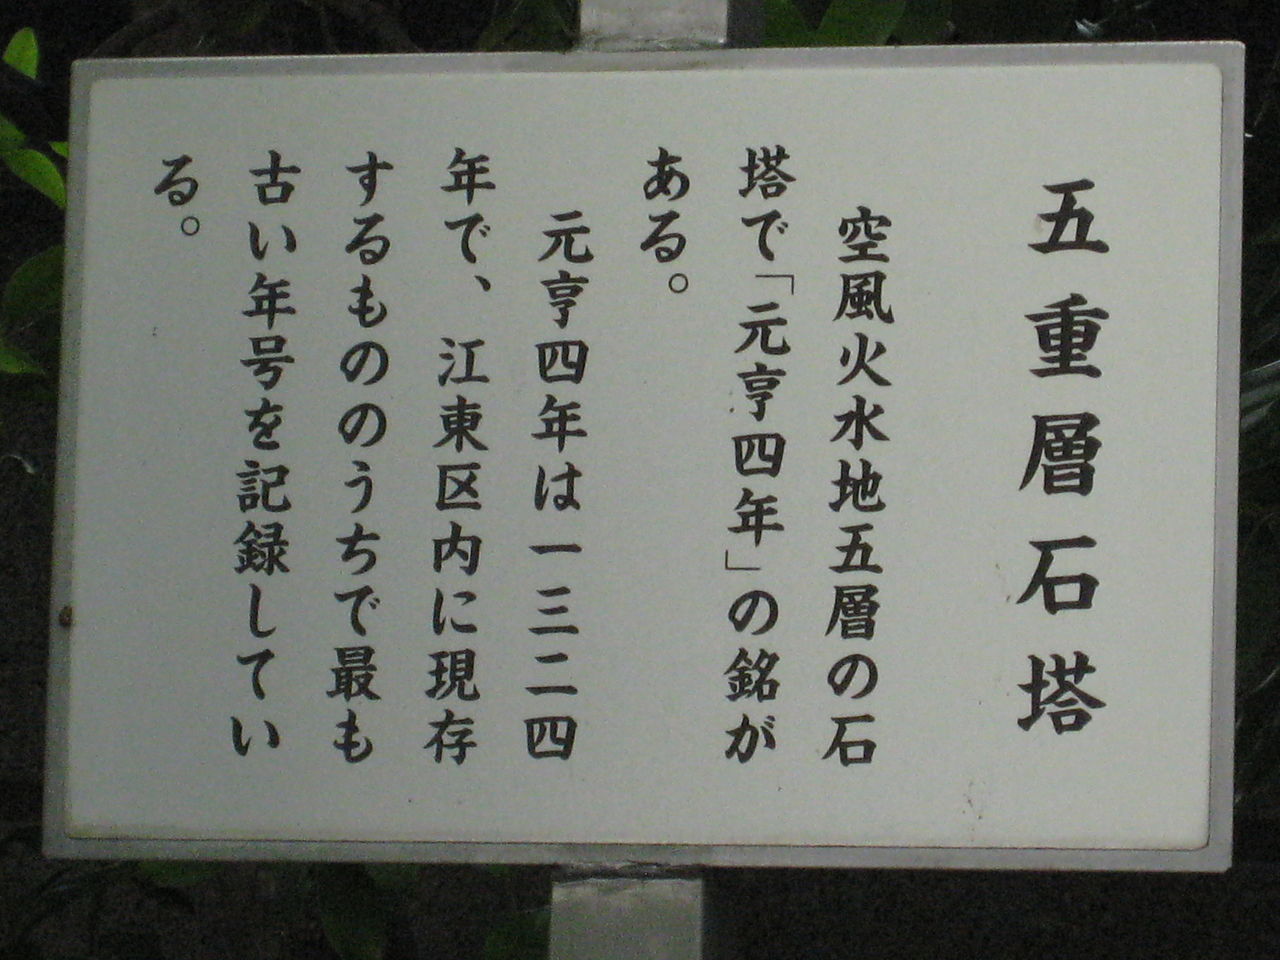 五重層石塔
空風火水地五層の石
塔で「元亨四年」の銘が
ある。
元亨四年は一三二四
年で、江東区内に現存
するもののうちで最も
古い年号を記録してい
る。